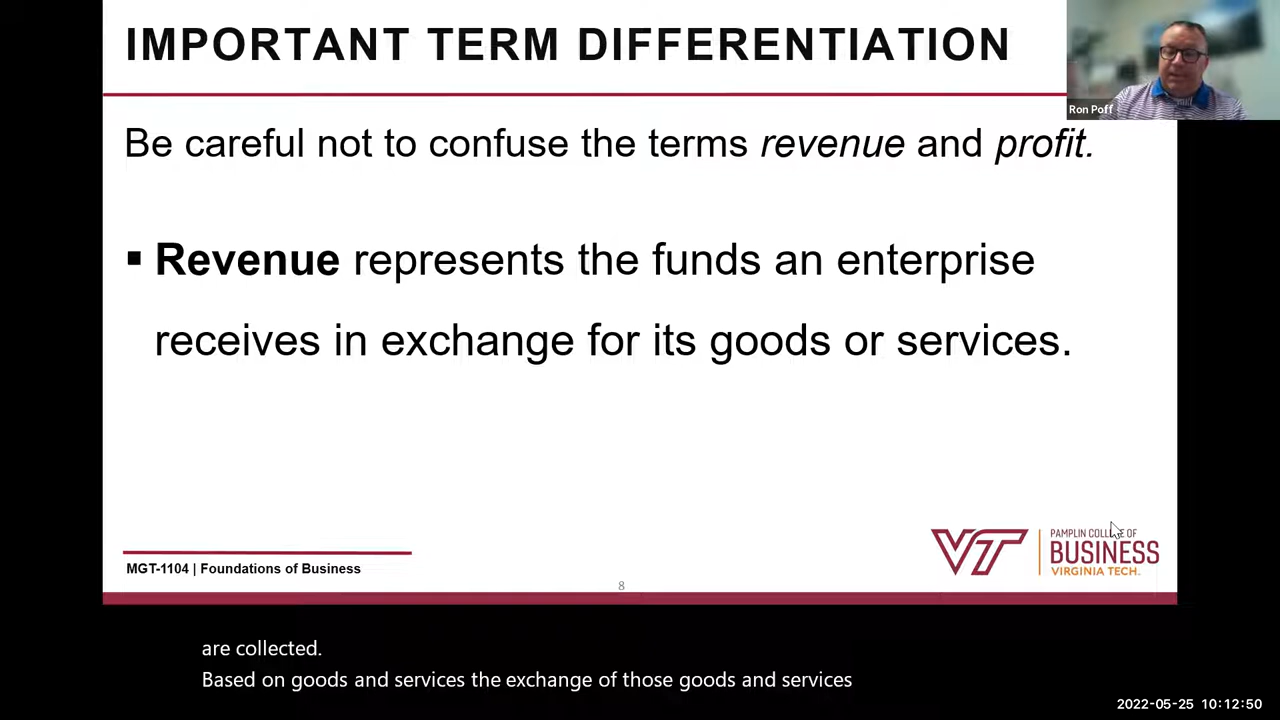 IMPORTANT TERM DIFFERENTIATION
Ron Poff
Be careful not to confuse the terms revenue and profit.
▪ Revenue represents the funds an enterprise
receives in exchange for its goods or services.
VT
PAMPLIN COLLEGE OF
BUSINESS
VIRGINIA TECH.
MGT-1104 | Foundations of Business
8
are collected.
Based on goods and services the exchange of those goods and services
2022-05-25 10:12:50